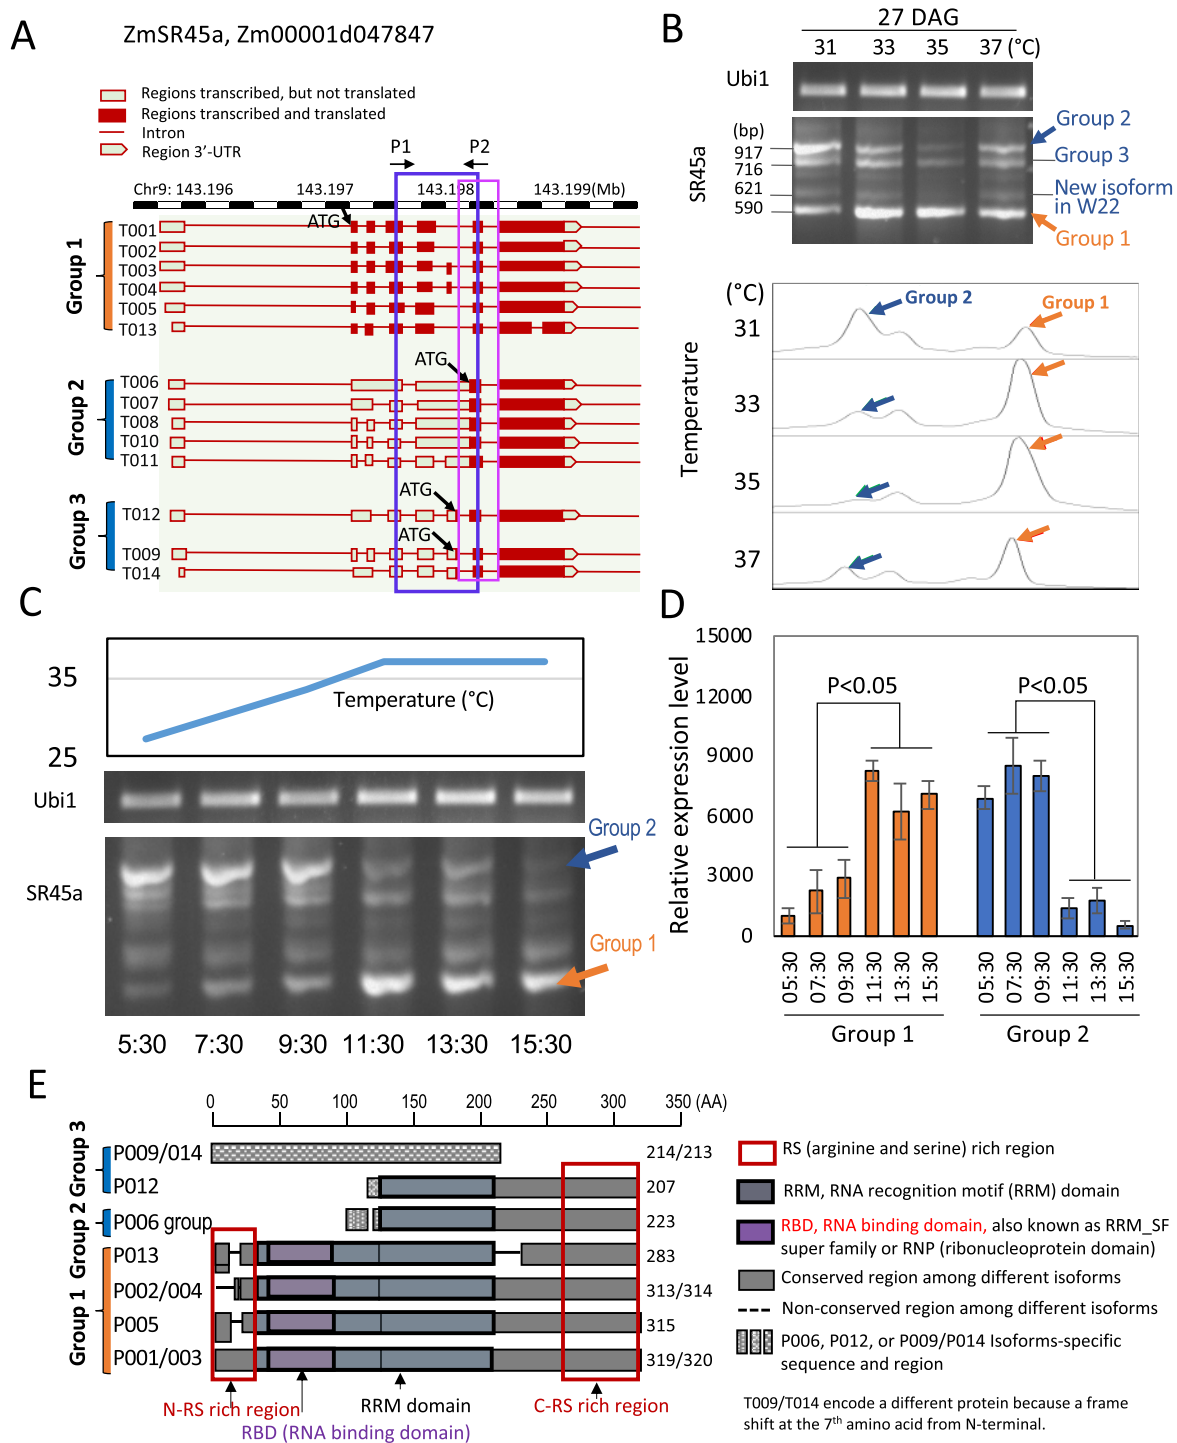 A
ZmSR45a, Zm00001d047847
Regions transcribed, but not translated
Regions transcribed and translated
Intron
Region 3'-UTR
P1
P2
Chr9: 143.196
143.197
143.198
143.199(Mb)
ATG
Group 1
T001
T002
T003
T004
T005
T013
Group 2
ATG
T006
T007
T008
T010
T011
Group 3
ATG
T012
ATG
T009
T014
B
27 DAG
31 33 35 37 (°C)
Ubi1
(bp)
917
716
621
590
SR45a
Group 2
Group 3
New isoform
in W22
Group 1
(°C)
Temperature
31
33
35
37
Group 2
Group 1
C
35
25
Temperature (°C)
Ubi1
SR45a
Group 2
Group 1
5:30 7:30 9:30 11:30 13:30 15:30
D
Relative expression level
15000
12000
9000
6000
3000
0
P<0.05
P<0.05
05:30
07:30
09:30
11:30
13:30
15:30
05:30
07:30
09:30
11:30
13:30
15:30
Group 1
Group 2
E
0 50 100 150 200 250 300 350 (AA)
Group 3
P009/014
214/213
P012
207
Group 2
P006 group
223
Group 1
P013
283
P002/004
313/314
P005
315
P001/003
319/320
N-RS rich region
RBD (RNA binding domain)
RRM domain
C-RS rich region
RS (arginine and serine) rich region
RRM, RNA recognition motif (RRM) domain
RBD, RNA binding domain, also known as RRM_SF
super family or RNP (ribonucleoprotein domain)
Conserved region among different isoforms
Non-conserved region among different isoforms
P006, P012, or P009/P014 Isoforms-specific
sequence and region
T009/T014 encode a different protein because a frame
shift at the 7th amino acid from N-terminal.